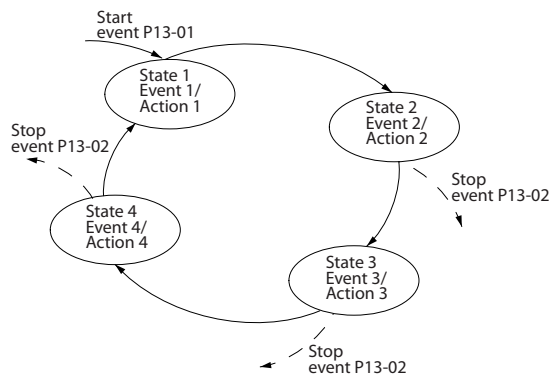 Start
event P13-01
State 1
Event 1/
Action 1
State 2
Event 2/
Action 2
Stop
event P13-02
Stop
event P13-02
State 4
Event 4/
Action 4
State 3
Event 3/
Action 3
Stop
event P13-02